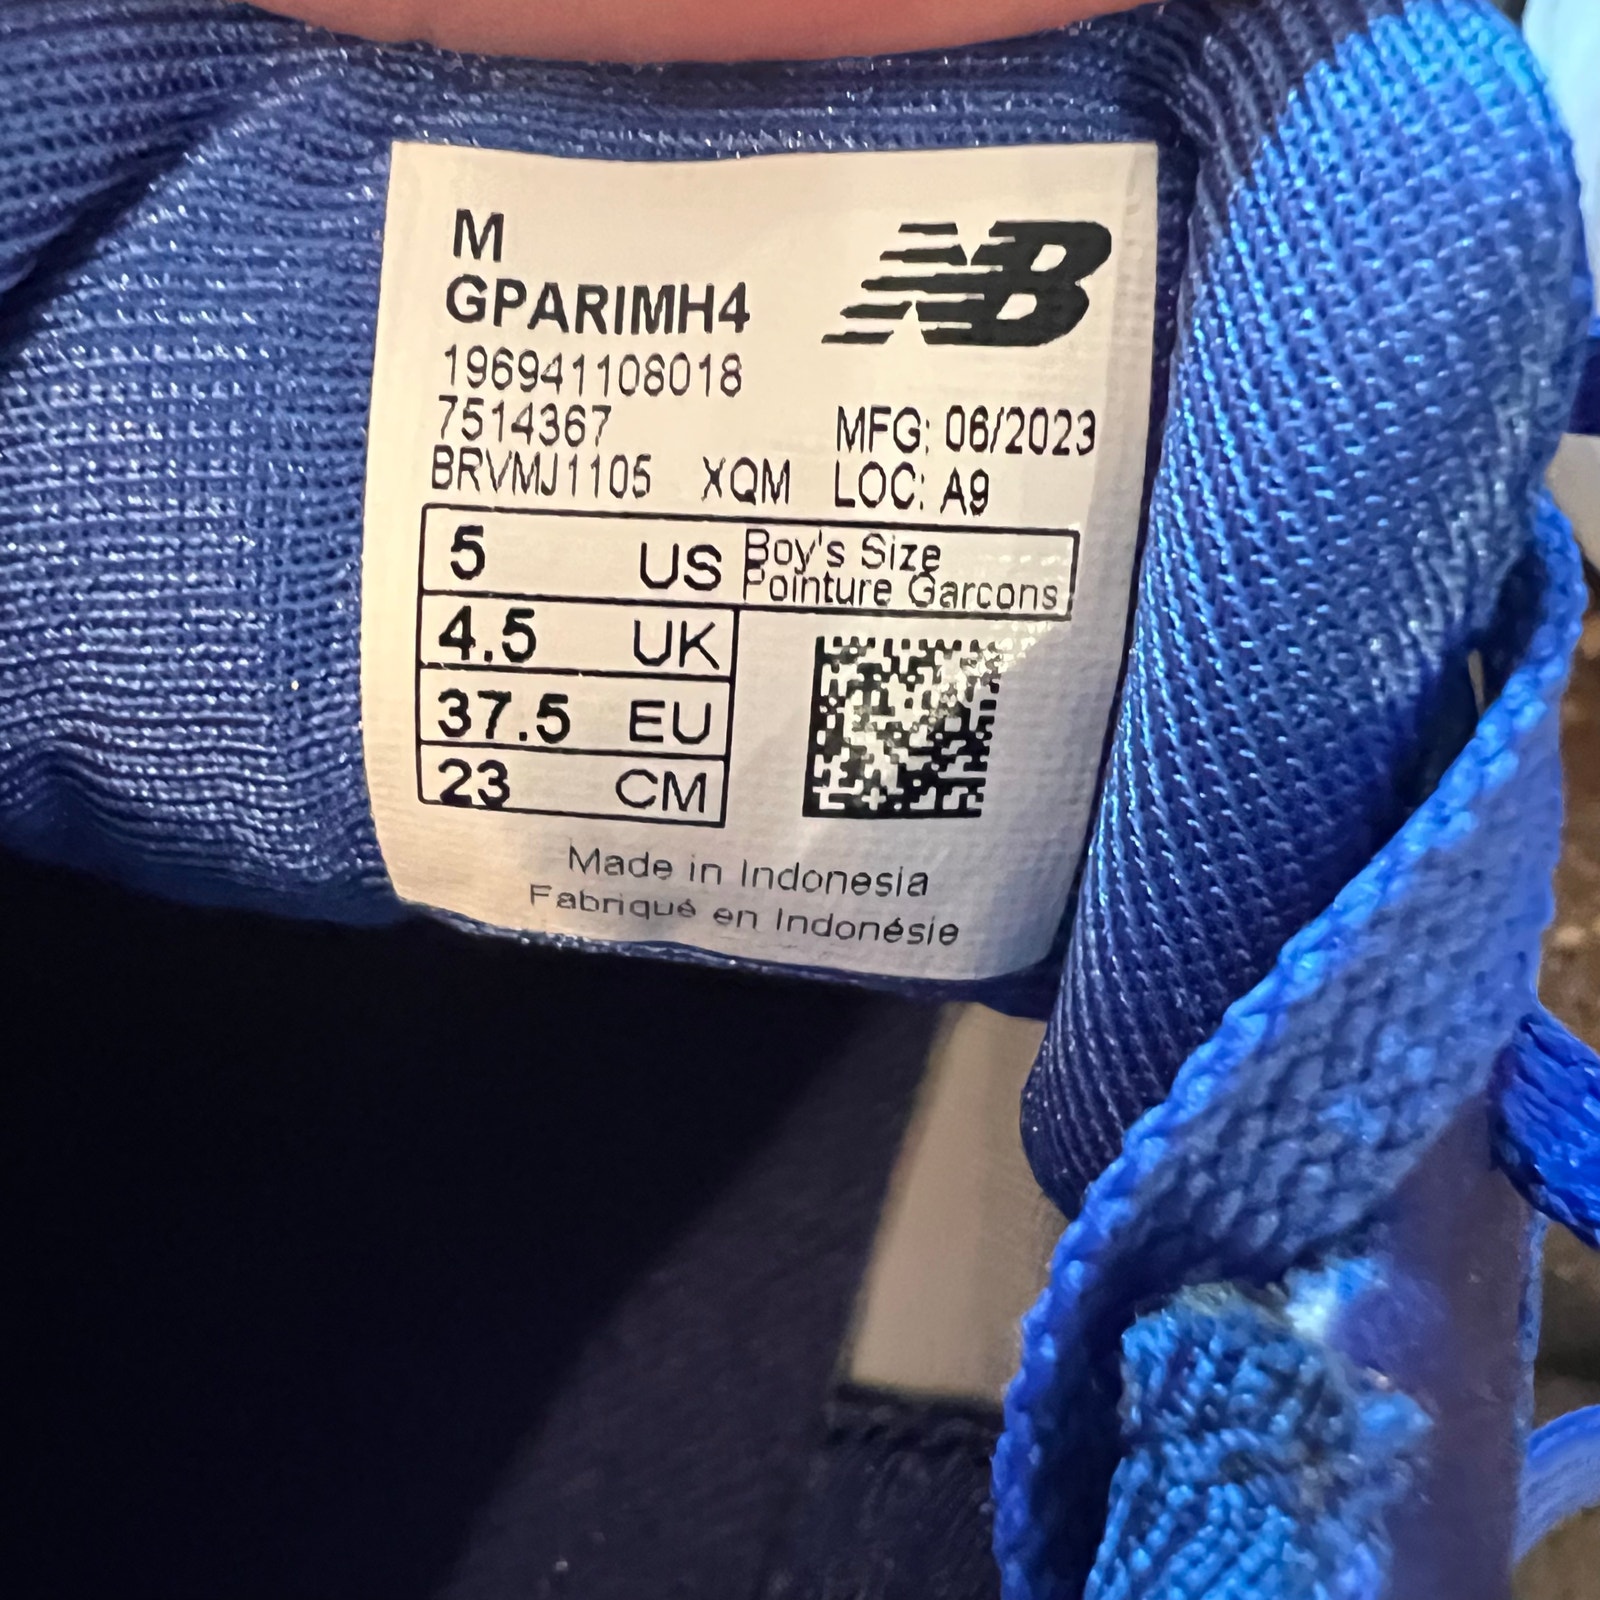 M
GPARIMH4
NB
196941108018
7514367
MFG: 06/2023
BRVMJ1105 XQM LOC: A9
5 US Boy's Size
Pointure Garcons
4.5 UK
37.5 EU
23 CM
Made in Indonesia
Fabriqué en Indonésie